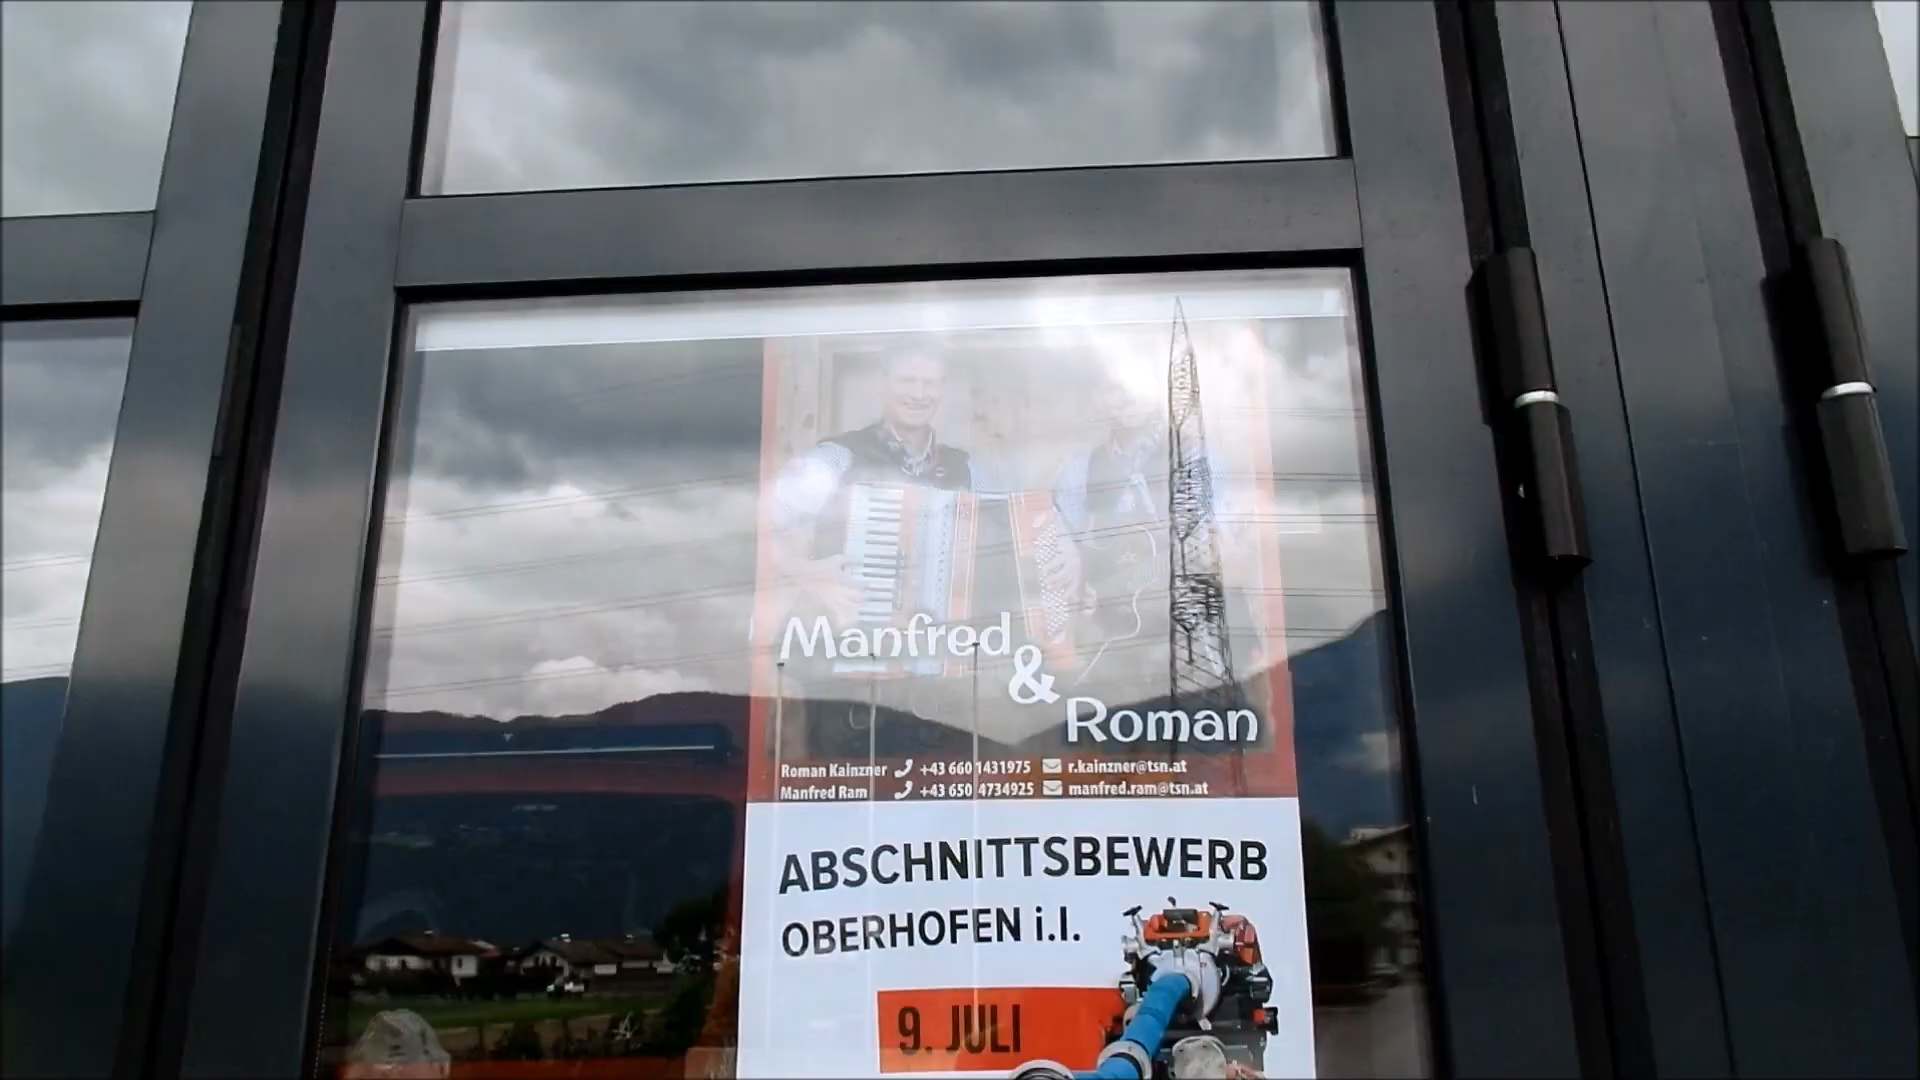 Manfred
&
Roman
Roman Kainzner +43 660 1431975 r.kainzner@tsn.at
Manfred Ram +43 650 4734925 manfred.ram@tsn.at
ABSCHNITTSBEWERB
OBERHOFEN i.I.
9. JULI